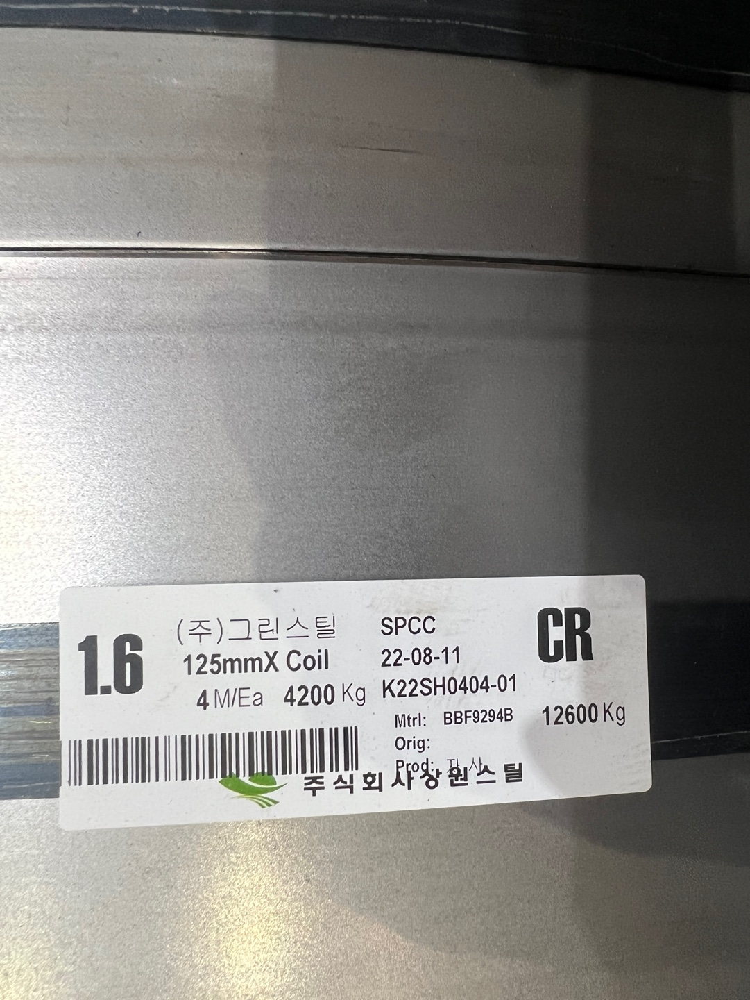 1.6
(주)그린스틸
125mmX Coil
4 M/Ea 4200 Kg
SPCC
22-08-11
K22SH0404-01
Mtrl: BBF9294B
Orig:
Prod:
CR
12600 Kg
주식회사상원스틸